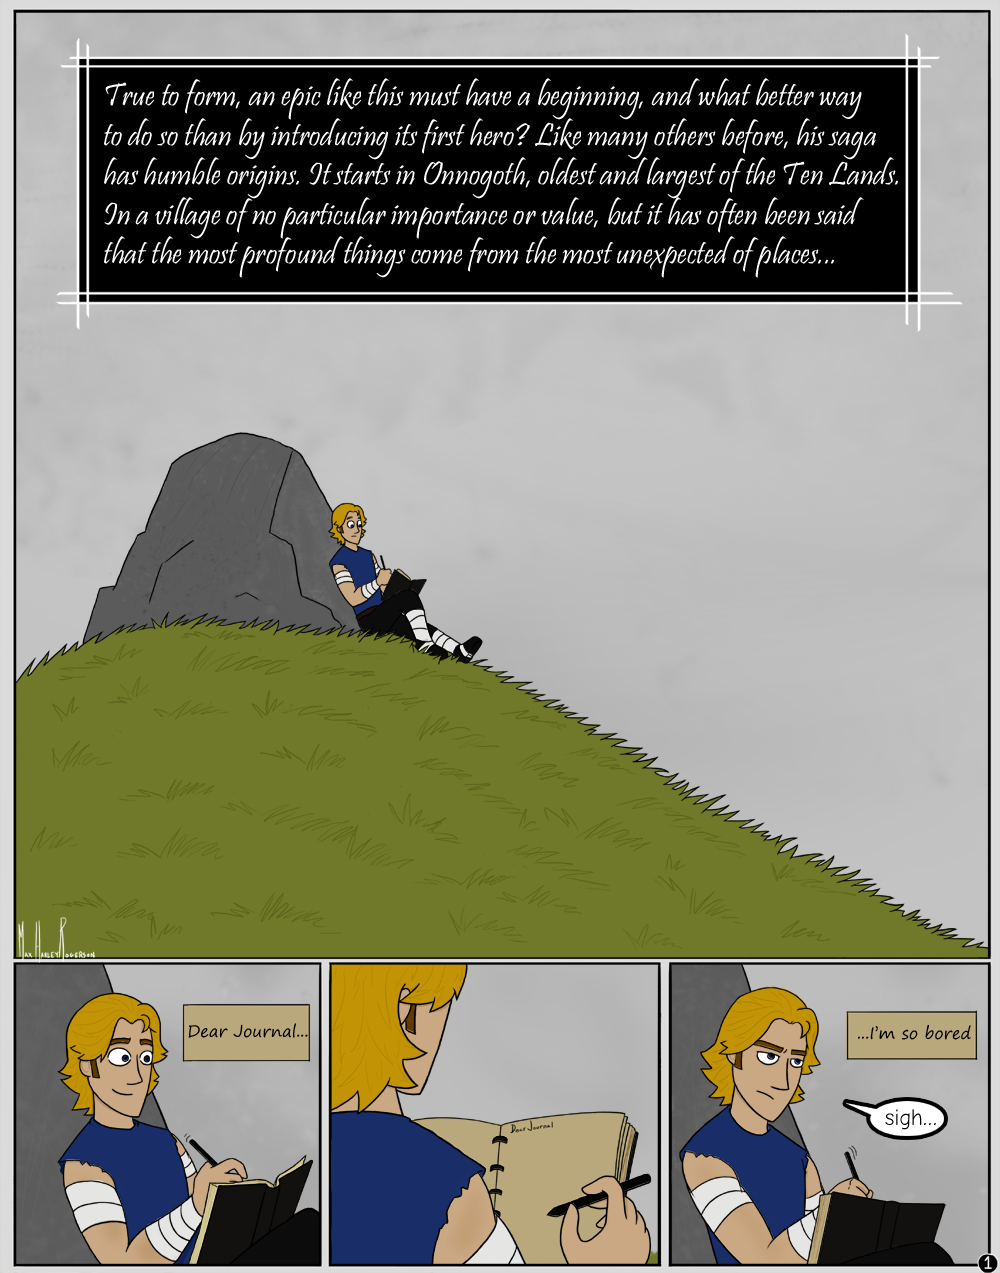 True to form, an epic like this must have a beginning, and what better way
to do so than by introducing its first hero? Like many others before, his saga
has humble origins. It starts in Onnogoth, oldest and largest of the Ten Lands.
In a village of no particular importance or value, but it has often been said
that the most profound things come from the most unexpected of places...
Max Harley Rogerson
Dear Journal...
Dear Journal
...I'm so bored
sigh...
1